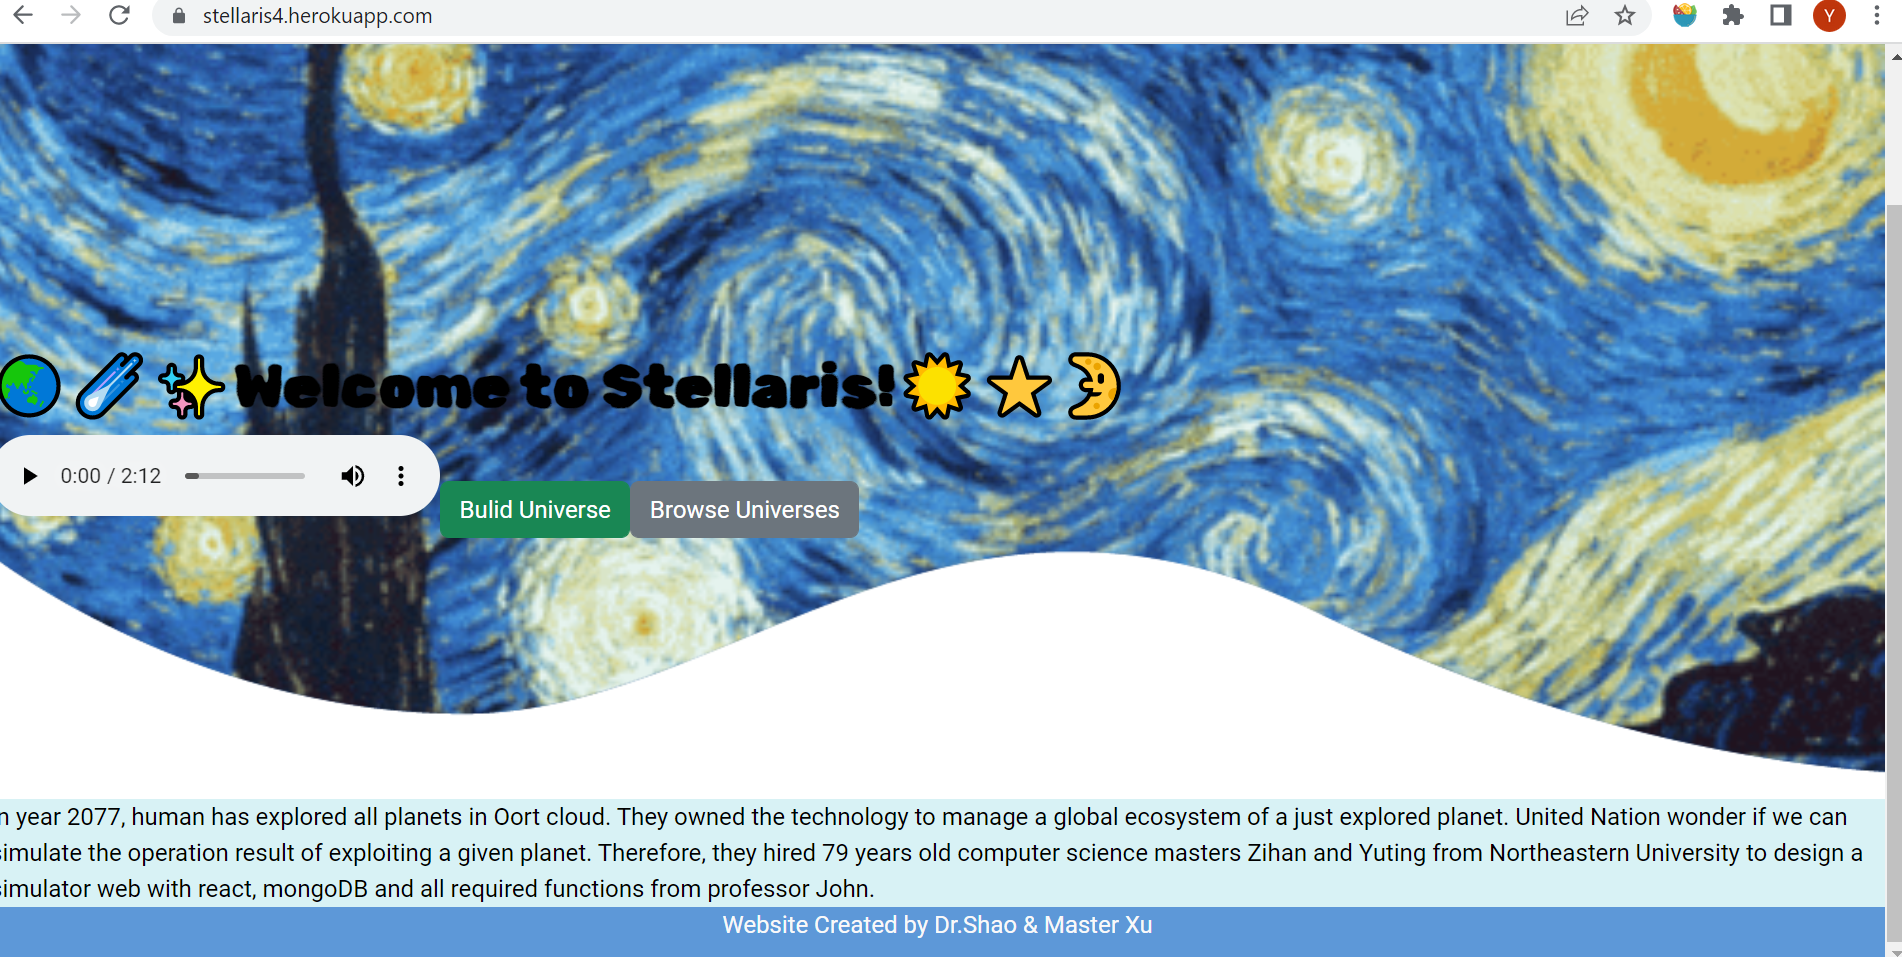 stellaris4.herokuapp.com
Y
Welcome to Stellaris!
0:00 / 2:12
Bulid Universe
Browse Universes
n year 2077, human has explored all planets in Oort cloud. They owned the technology to manage a global ecosystem of a just explored planet. United Nation wonder if we can
simulate the operation result of exploiting a given planet. Therefore, they hired 79 years old computer science masters Zihan and Yuting from Northeastern University to design a
simulator web with react, mongoDB and all required functions from professor John.
Website Created by Dr.Shao & Master Xu